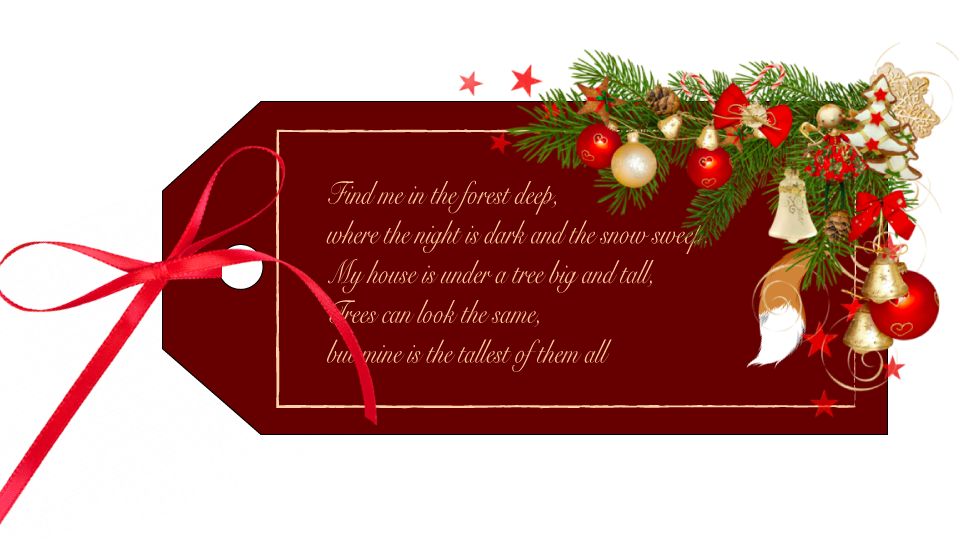 Find me in the forest deep,
where the night is dark and the snow sweep,
My house is under a tree big and tall,
Trees can look the same,
but mine is the tallest of them all